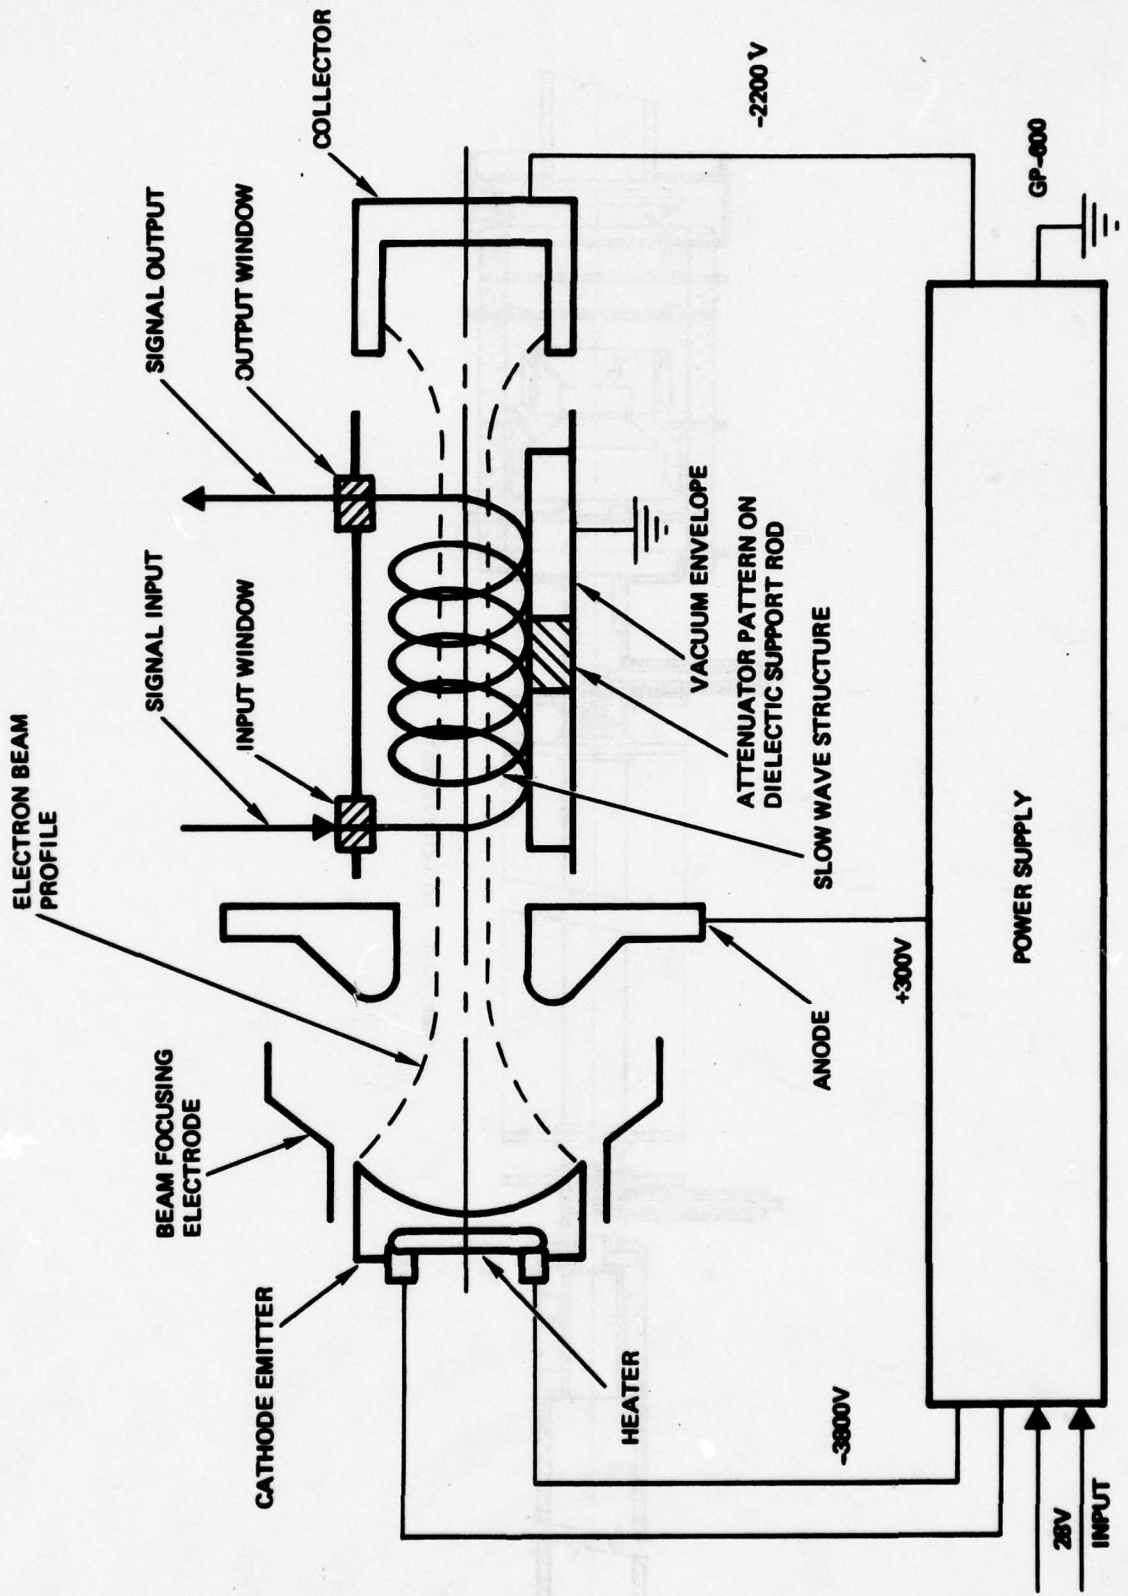 ELECTRON BEAM
PROFILE
SIGNAL INPUT
SIGNAL OUTPUT
INPUT WINDOW
OUTPUT WINDOW
COLLECTOR
BEAM FOCUSING
ELECTRODE
CATHODE EMITTER
HEATER
ANODE
VACUUM ENVELOPE
ATTENUATOR PATTERN ON
DIELECTIC SUPPORT ROD
SLOW WAVE STRUCTURE
-3800V
+300V
-2200 V
GP-600
28V
INPUT
POWER SUPPLY